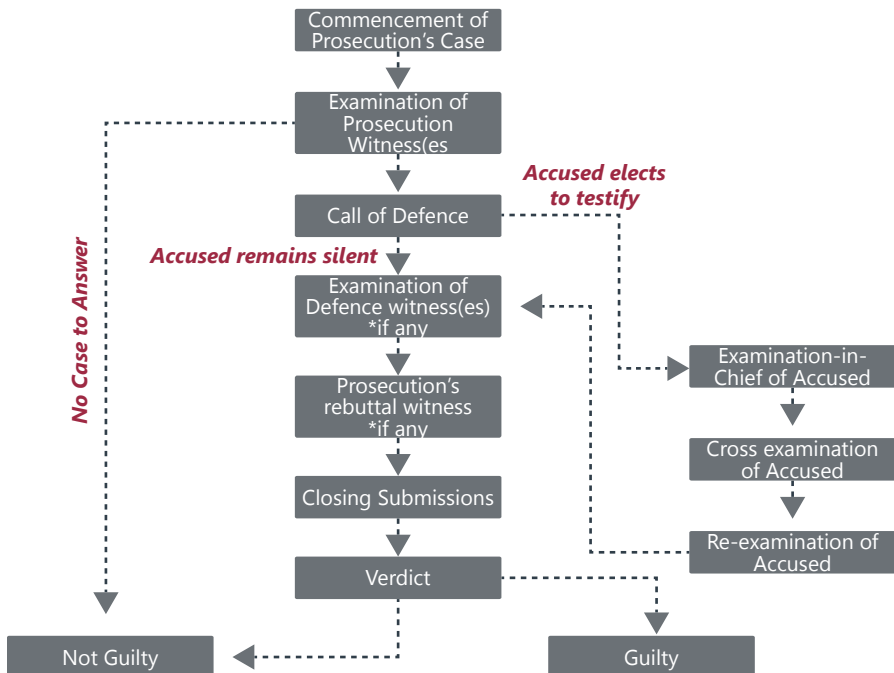 Commencement of
Prosecution's Case
Examination of
Prosecution
Witness(es
Accused elects
to testify
Call of Defence
Accused remains silent
No Case to Answer
Examination of
Defence witness(es)
*if any
Examination-in-
Chief of Accused
Prosecution's
rebuttal witness
*if any
Cross examination
of Accused
Closing Submissions
Re-examination of
Accused
Verdict
Not Guilty
Guilty